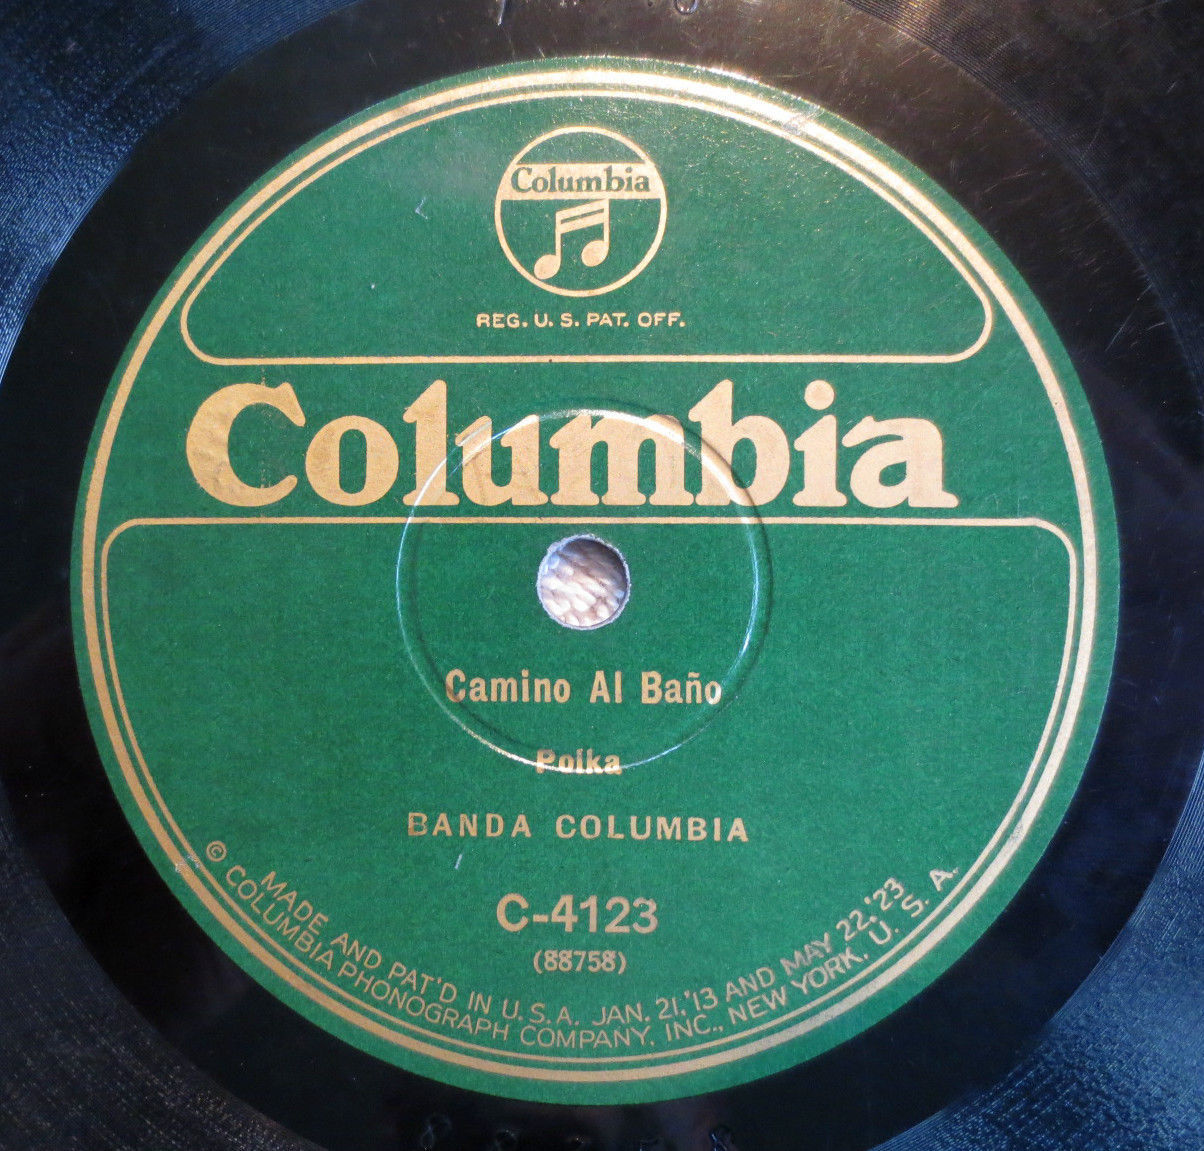 Columbia
REG. U. S. PAT. OFF.
Columbia
Camino Al Baño
Polka
BANDA COLUMBIA
C-4123
(88758)
MADE AND PAT'D IN U.S.A. JAN. 21, '13 AND MAY 22, '23
© COLUMBIA PHONOGRAPH COMPANY, INC., NEW YORK, U. S. A.